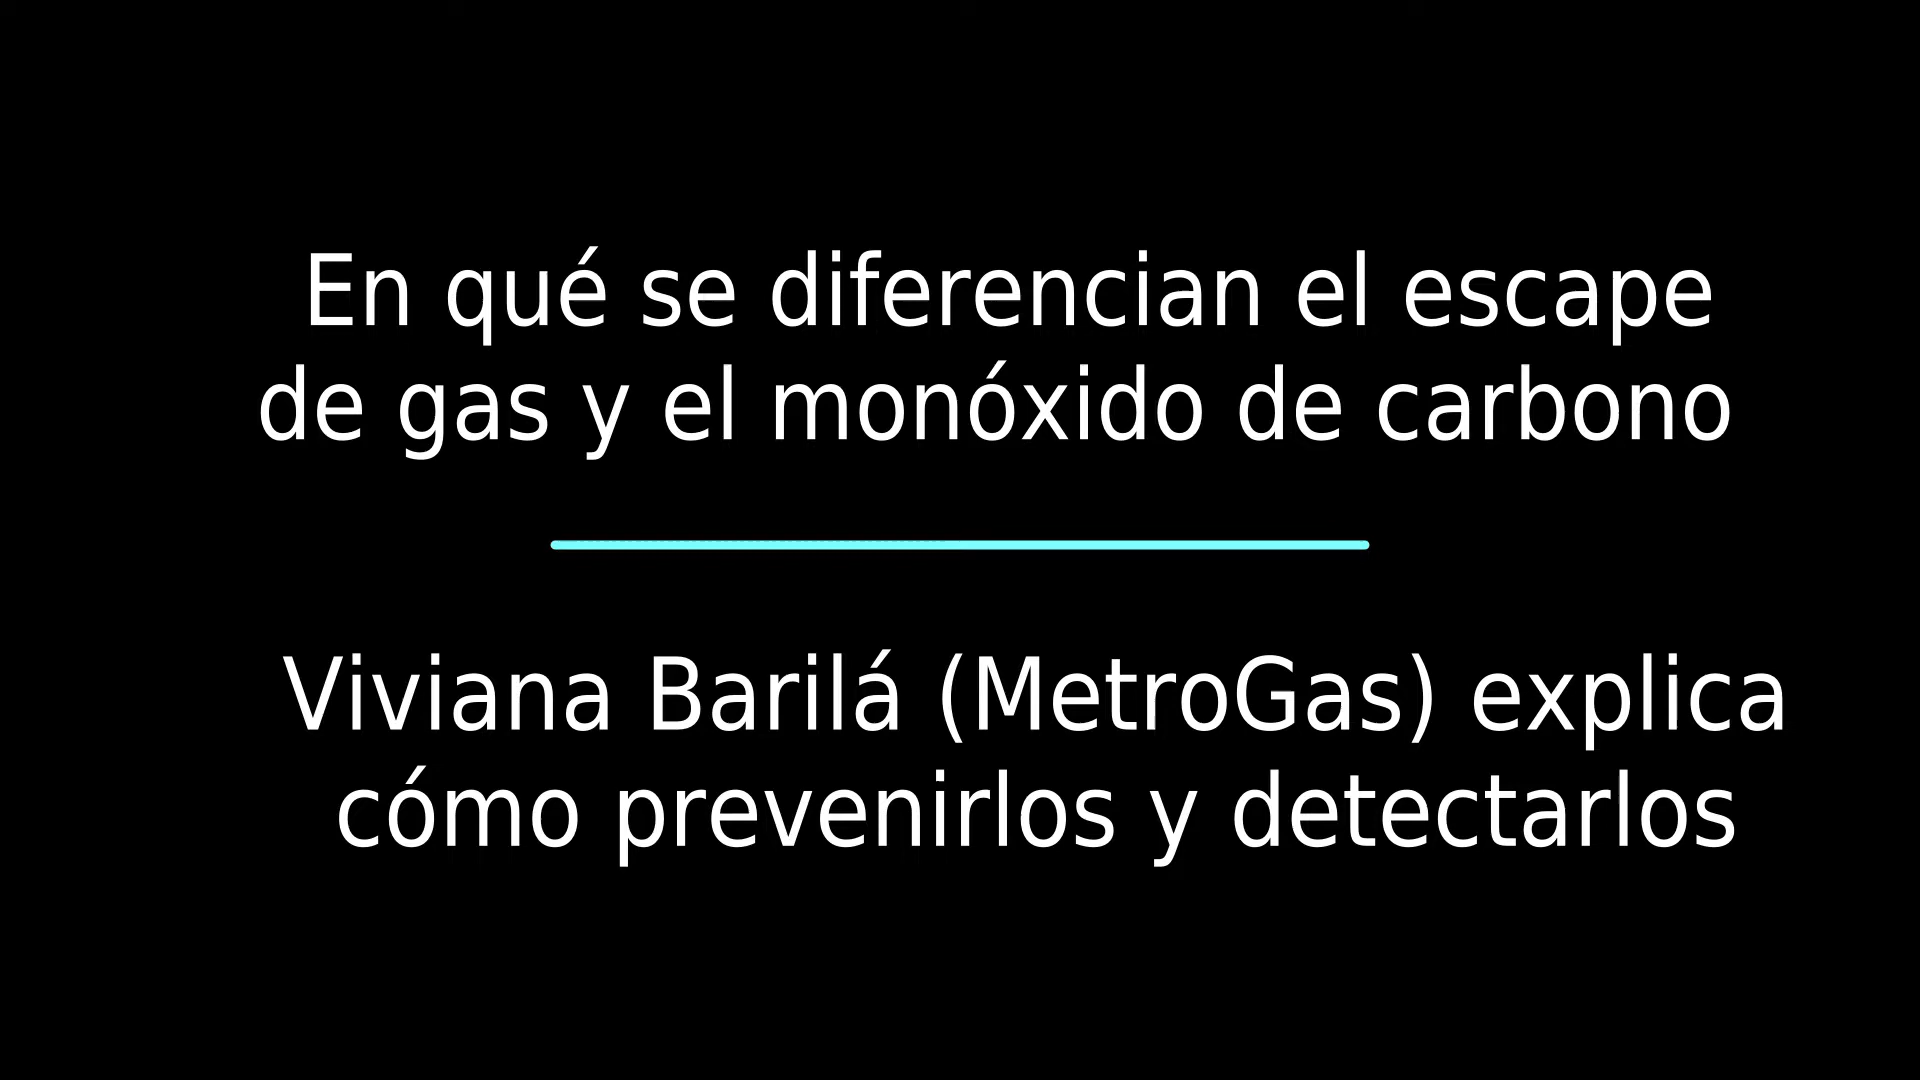 En qué se diferencian el escape
de gas y el monóxido de carbono
Viviana Barilá (MetroGas) explica
cómo prevenirlos y detectarlos